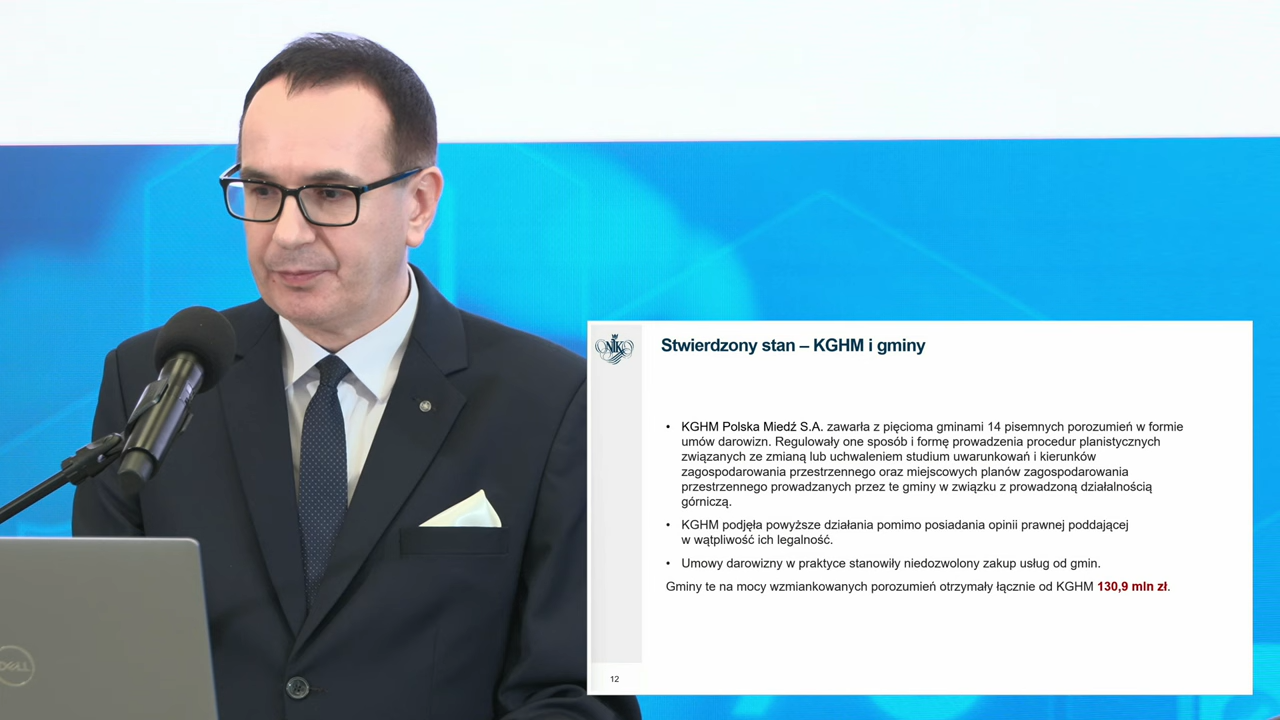 NIK
Stwierdzony stan – KGHM i gminy
• KGHM Polska Miedź S.A. zawarła z pięcioma gminami 14 pisemnych porozumień w formie
umów darowizn. Regulowały one sposób i formę prowadzenia procedur planistycznych
związanych ze zmianą lub uchwaleniem studium uwarunkowań i kierunków
zagospodarowania przestrzennego oraz miejscowych planów zagospodarowania
przestrzennego prowadzanych przez te gminy w związku z prowadzoną działalnością
górniczą.
• KGHM podjęła powyższe działania pomimo posiadania opinii prawnej poddającej
w wątpliwość ich legalność.
• Umowy darowizny w praktyce stanowiły niedozwolony zakup usług od gmin.
Gminy te na mocy wzmiankowanych porozumień otrzymały łącznie od KGHM 130,9 mln zł.
12
DELL